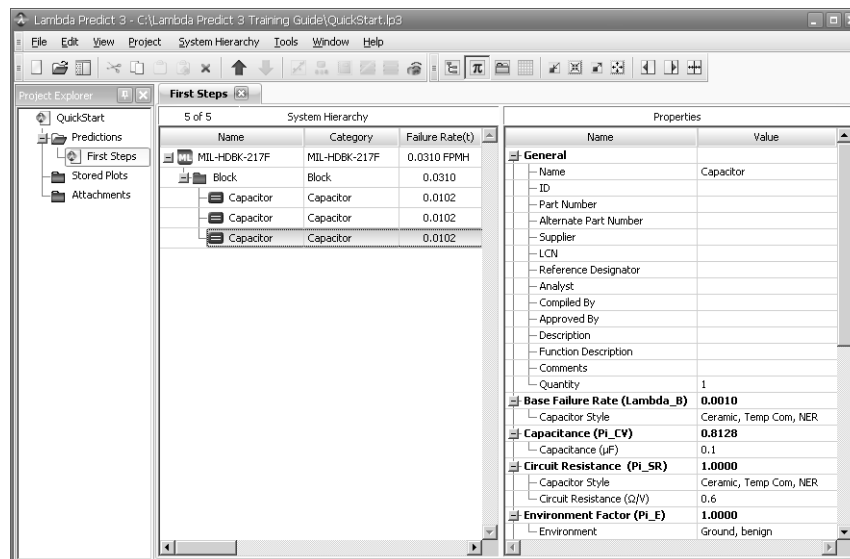 Lambda Predict 3 - C:\Lambda Predict 3 Training Guide\QuickStart.lp3
File Edit View Project System Hierarchy Tools Window Help
Project Explorer
First Steps
QuickStart
Predictions
First Steps
Stored Plots
Attachments
5 of 5 System Hierarchy
Name Category Failure Rate(t)
MIL-HDBK-217F MIL-HDBK-217F 0.0310 FPMH
Block Block 0.0310
Capacitor Capacitor 0.0102
Capacitor Capacitor 0.0102
Capacitor Capacitor 0.0102
Properties
Name Value
General
Name Capacitor
ID
Part Number
Alternate Part Number
Supplier
LCN
Reference Designator
Analyst
Compiled By
Approved By
Description
Function Description
Comments
Quantity 1
Base Failure Rate (Lambda_B) 0.0010
Capacitor Style Ceramic, Temp Com, NER
Capacitance (Pi_CV) 0.8128
Capacitance (µF) 0.1
Circuit Resistance (Pi_SR) 1.0000
Capacitor Style Ceramic, Temp Com, NER
Circuit Resistance (Ω/V) 0.6
Environment Factor (Pi_E) 1.0000
Environment Ground, benign